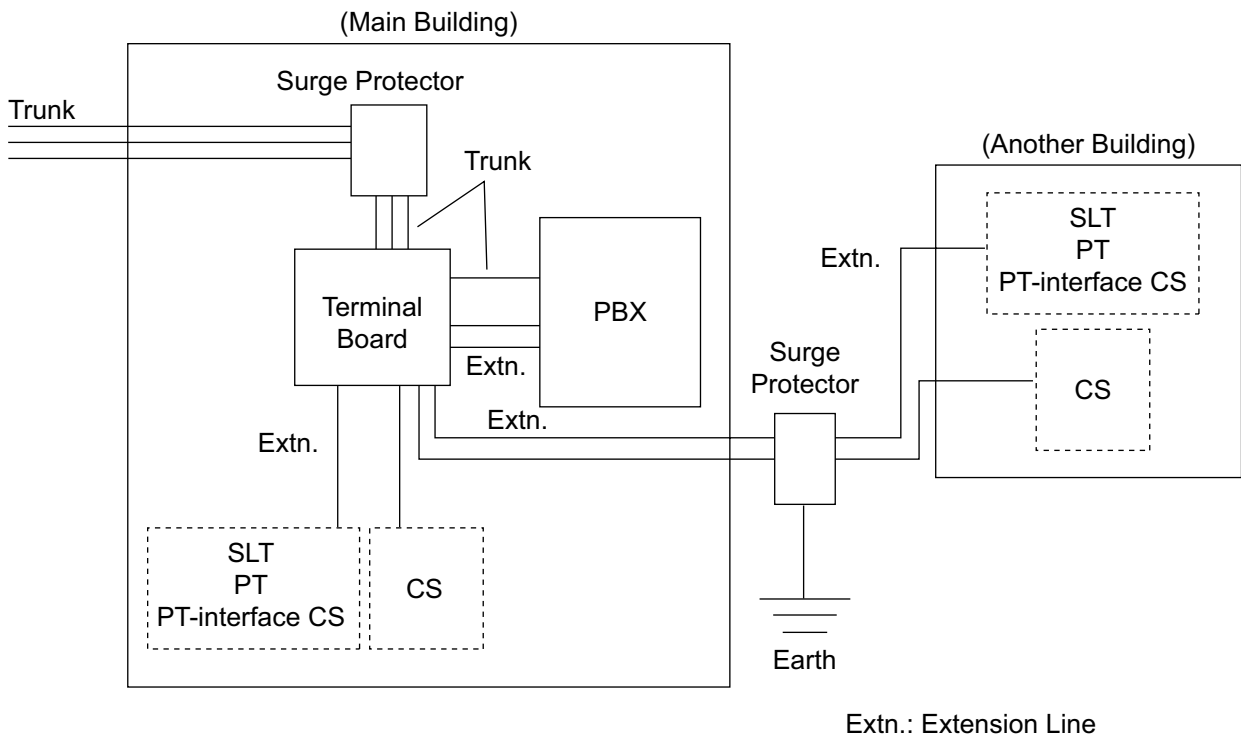 (Main Building)
Surge Protector
Trunk
Trunk
(Another Building)
SLT
PT
PT-interface CS
Extn.
Terminal
Board
PBX
Extn.
Surge
Protector
CS
Extn.
Extn.
SLT
PT
PT-interface CS
CS
Earth
Extn.: Extension Line